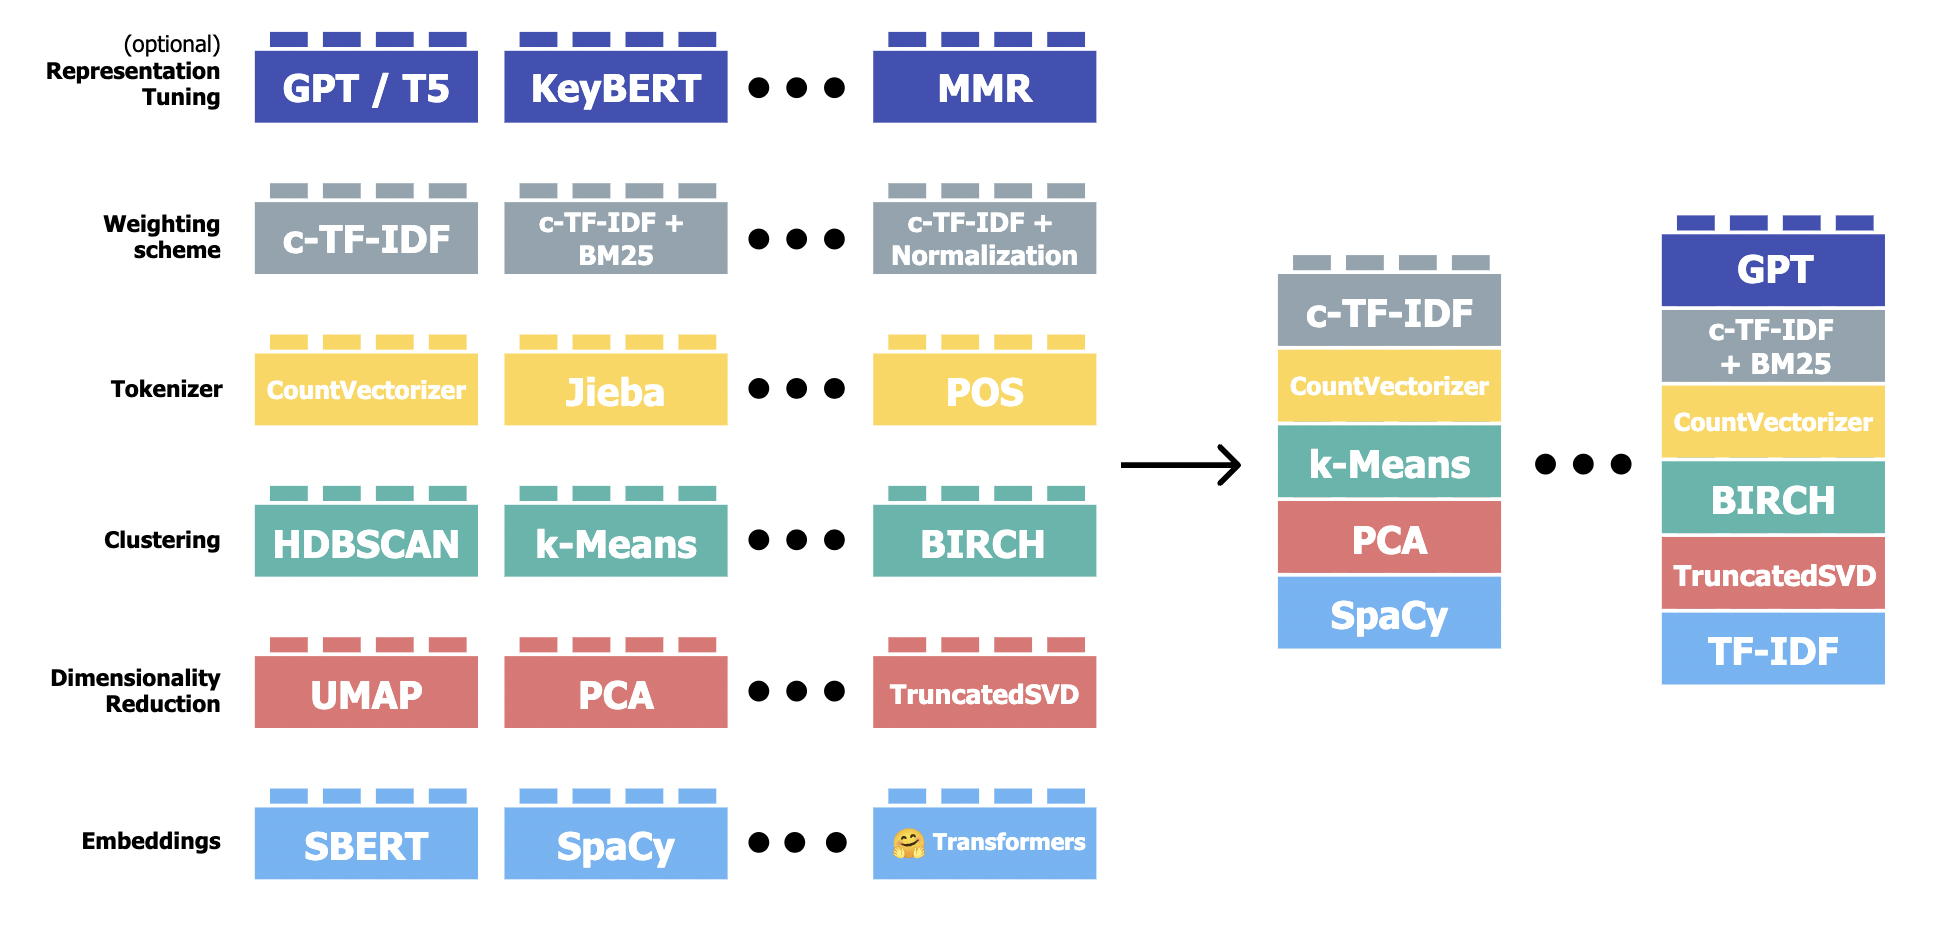 (optional)
Representation
Tuning
GPT / T5
KeyBERT
MMR
Weighting
scheme
c-TF-IDF
c-TF-IDF +
BM25
c-TF-IDF +
Normalization
Tokenizer
CountVectorizer
Jieba
POS
Clustering
HDBSCAN
k-Means
BIRCH
Dimensionality
Reduction
UMAP
PCA
TruncatedSVD
Embeddings
SBERT
SpaCy
🤗 Transformers
c-TF-IDF
CountVectorizer
k-Means
PCA
SpaCy
GPT
c-TF-IDF
+ BM25
CountVectorizer
BIRCH
TruncatedSVD
TF-IDF